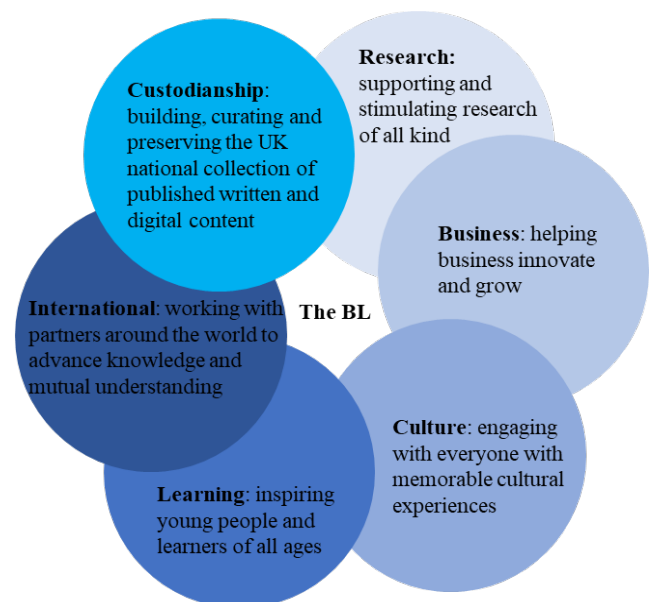 Custodianship:
building, curating and
preserving the UK
national collection of
published written and
digital content
Research:
supporting and
stimulating research
of all kind
Business: helping
business innovate
and grow
The BL
International: working with
partners around the world to
advance knowledge and
mutual understanding
Culture: engaging
with everyone with
memorable cultural
experiences
Learning: inspiring
young people and
learners of all ages